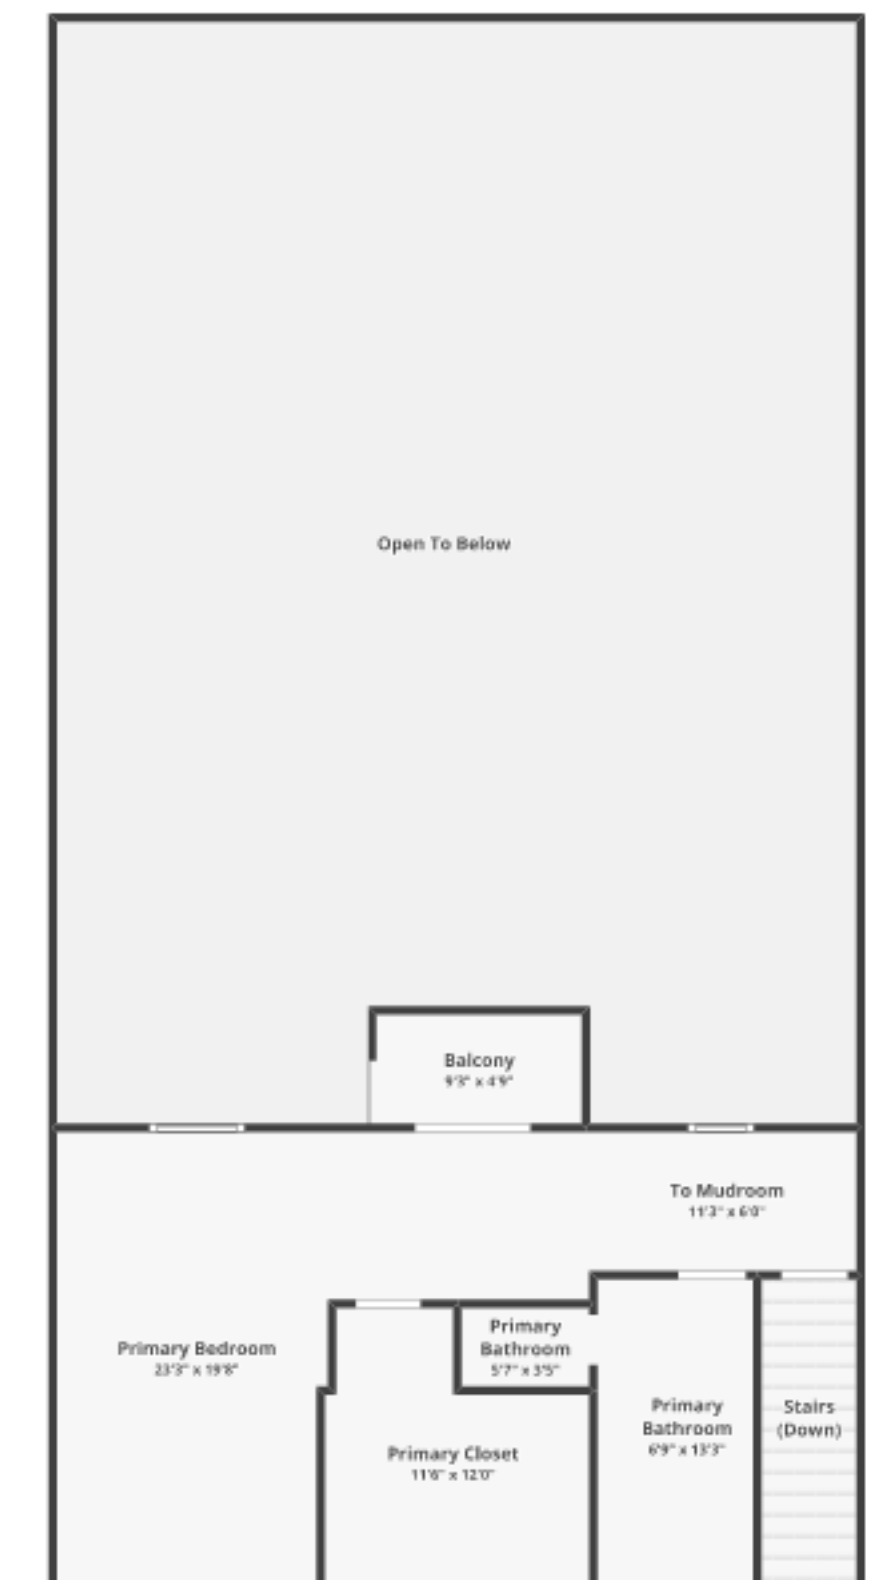 Open To Below
Balcony
9'3" x 4'9"
To Mudroom
11'3" x 6'0"
Primary
Bathroom
5'7" x 3'5"
Primary Bedroom
23'3" x 19'8"
Primary
Bathroom
6'9" x 13'3"
Stairs
(Down)
Primary Closet
11'6" x 12'0"